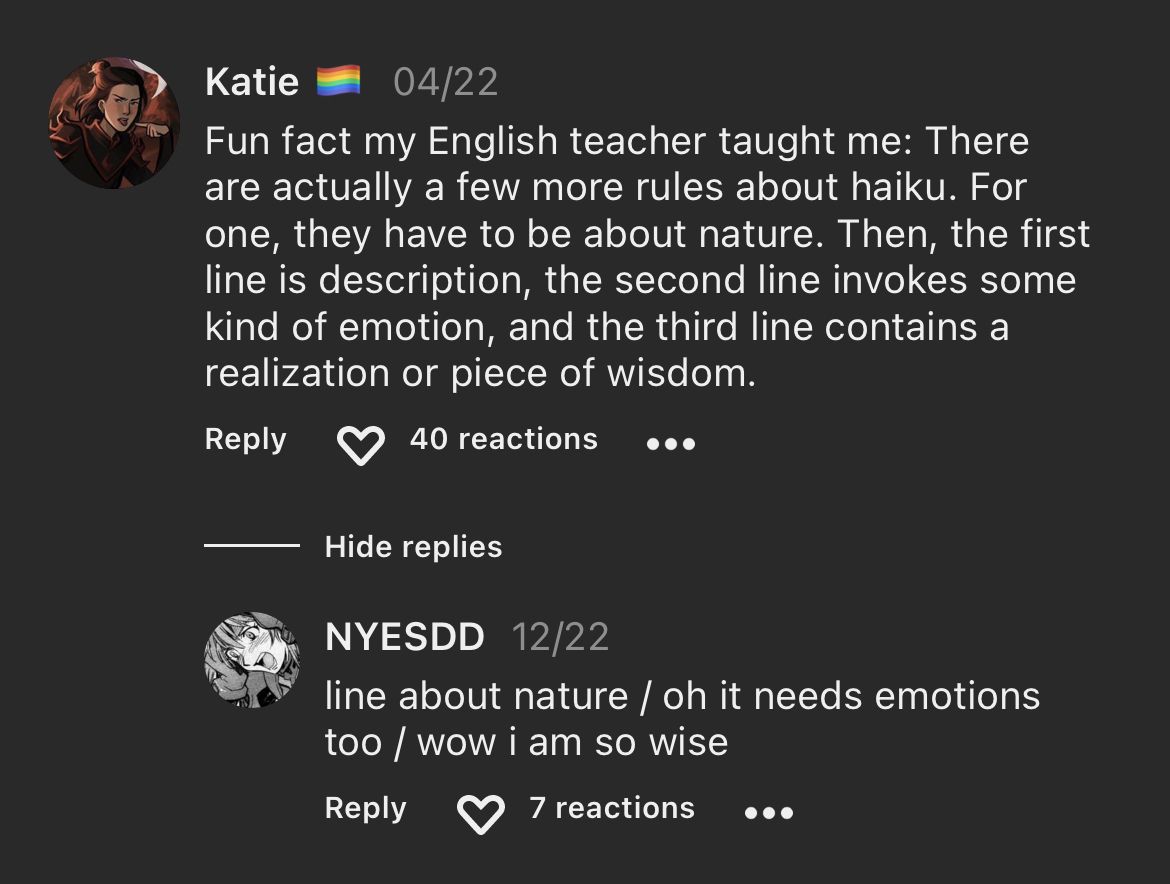 Katie 🏳️‍🌈 04/22
Fun fact my English teacher taught me: There
are actually a few more rules about haiku. For
one, they have to be about nature. Then, the first
line is description, the second line invokes some
kind of emotion, and the third line contains a
realization or piece of wisdom.
Reply 40 reactions
Hide replies
NYESDD 12/22
line about nature / oh it needs emotions
too / wow i am so wise
Reply 7 reactions